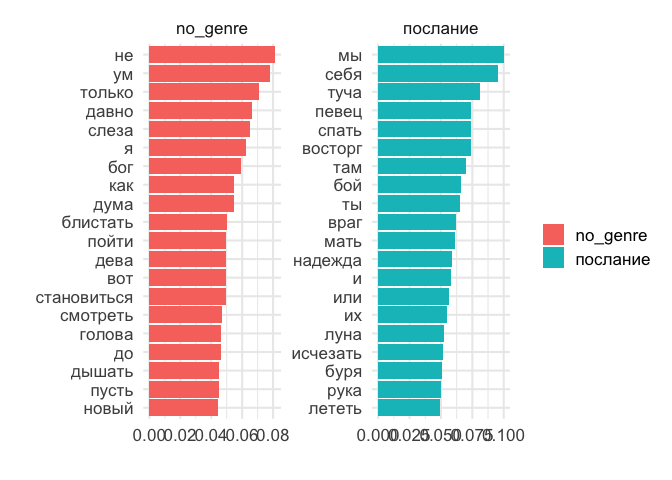 no_genre
не
ум
только
давно
слеза
я
бог
как
дума
блистать
пойти
дева
вот
становиться
смотреть
голова
до
дышать
пусть
новый
0.00 0.02 0.04 0.06 0.08
послание
мы
себя
туча
певец
спать
восторг
там
бой
ты
враг
мать
надежда
и
или
их
луна
исчезать
буря
рука
лететь
0.000 0.025 0.050 0.075 0.100
no_genre
послание